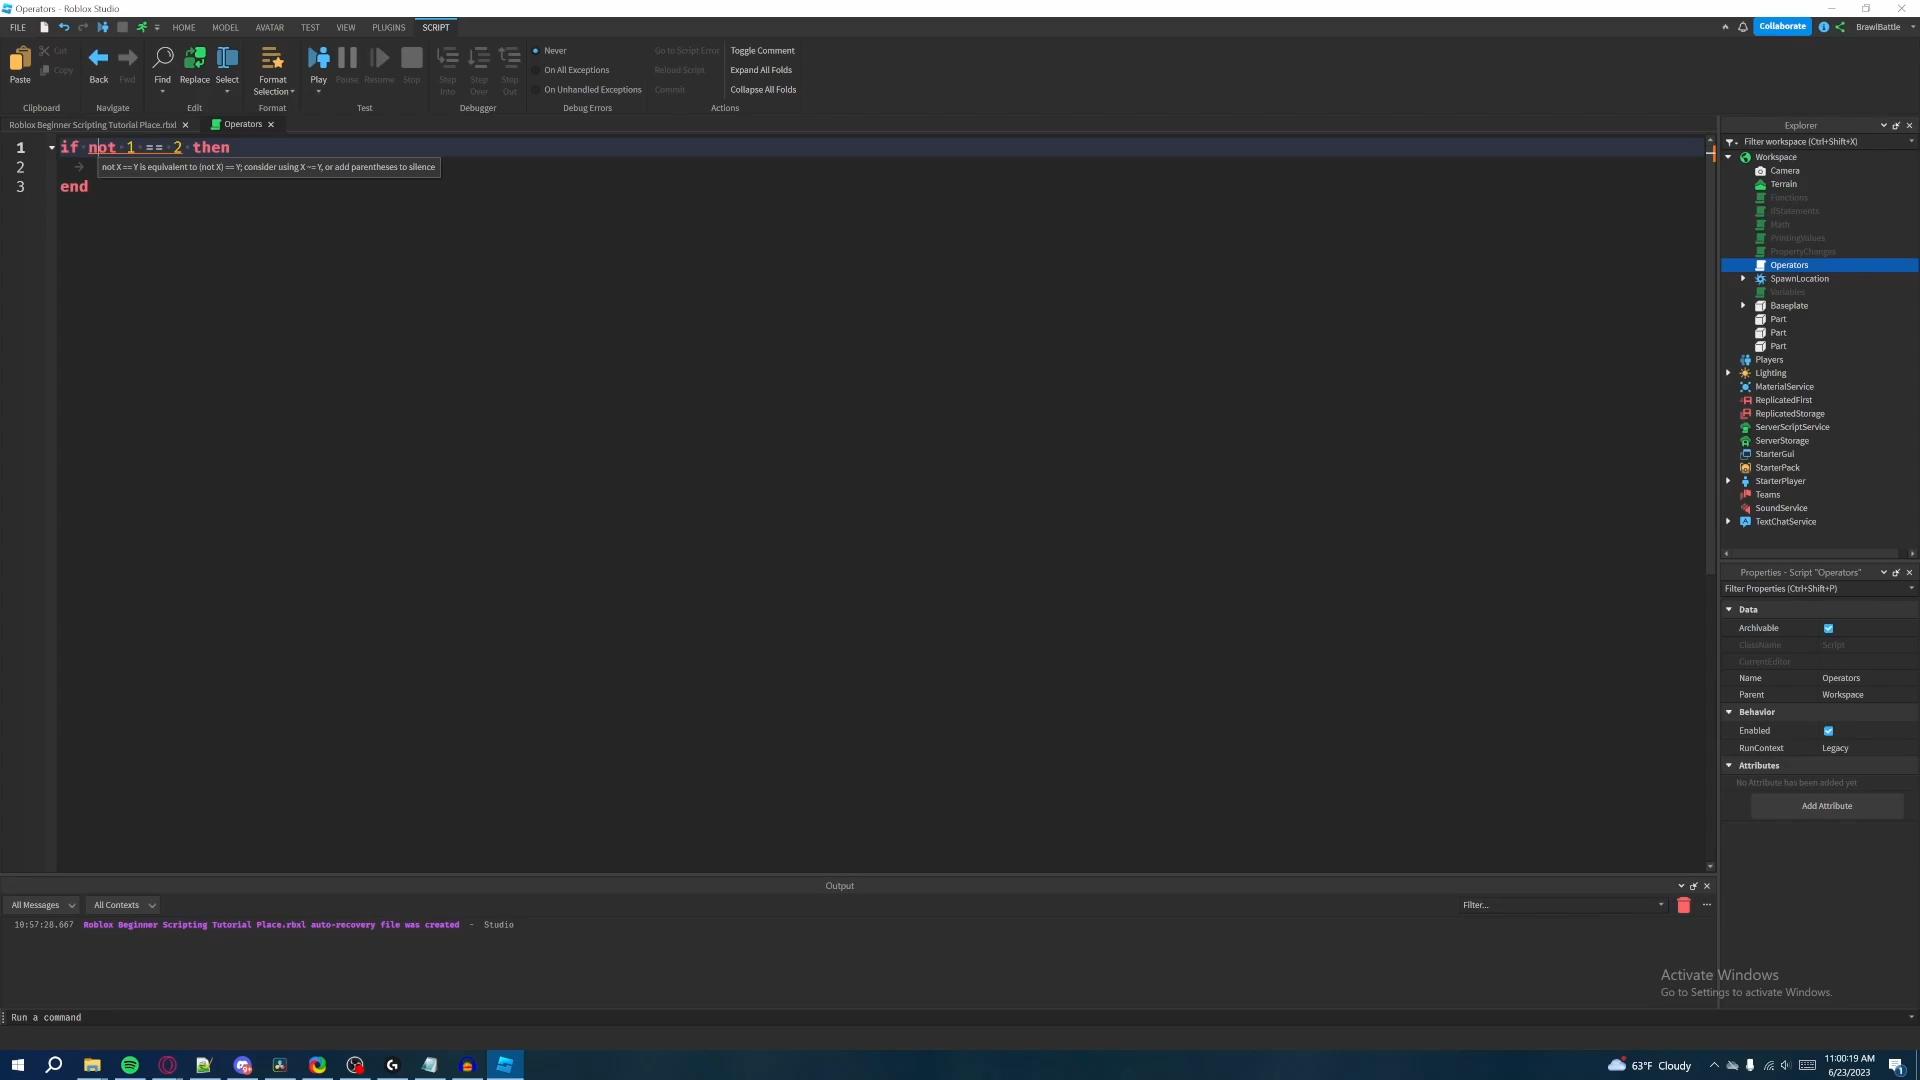 Operators - Roblox Studio
FILE HOME MODEL AVATAR TEST VIEW PLUGINS SCRIPT Collaborate BrawlBattle
Paste Cut Copy Clipboard
Back Fwd Navigate
Find Replace Select Edit
Format Selection Format
Play Pause Resume Stop Test
Step Into Step Over Step Out Debugger
Never
On All Exceptions
On Unhandled Exceptions
Debug Errors
Go to Script Error
Reload Script
Commit
Toggle Comment
Expand All Folds
Collapse All Folds
Actions
Roblox Beginner Scripting Tutorial Place.rbxl Operators
1 if not 1 == 2 then
2 not X == Y is equivalent to (not X) == Y; consider using X ~= Y, or add parentheses to silence
3 end
Explorer
Filter workspace (Ctrl+Shift+X)
Workspace
Camera
Terrain
Functions
IfStatements
Math
PrintingValues
PropertyChanges
Operators
SpawnLocation
Variables
Baseplate
Part
Part
Part
Players
Lighting
MaterialService
ReplicatedFirst
ReplicatedStorage
ServerScriptService
ServerStorage
StarterGui
StarterPack
StarterPlayer
Teams
SoundService
TextChatService
Properties - Script "Operators"
Filter Properties (Ctrl+Shift+P)
Data
Archivable
ClassName Script
CurrentEditor
Name Operators
Parent Workspace
Behavior
Enabled
RunContext Legacy
Attributes
No Attribute has been added yet
Add Attribute
Output
All Messages All Contexts Filter...
10:57:28.667 Roblox Beginner Scripting Tutorial Place.rbxl auto-recovery file was created - Studio
Activate Windows
Go to Settings to activate Windows.
Run a command
63°F Cloudy
11:00:19 AM
6/23/2023
1